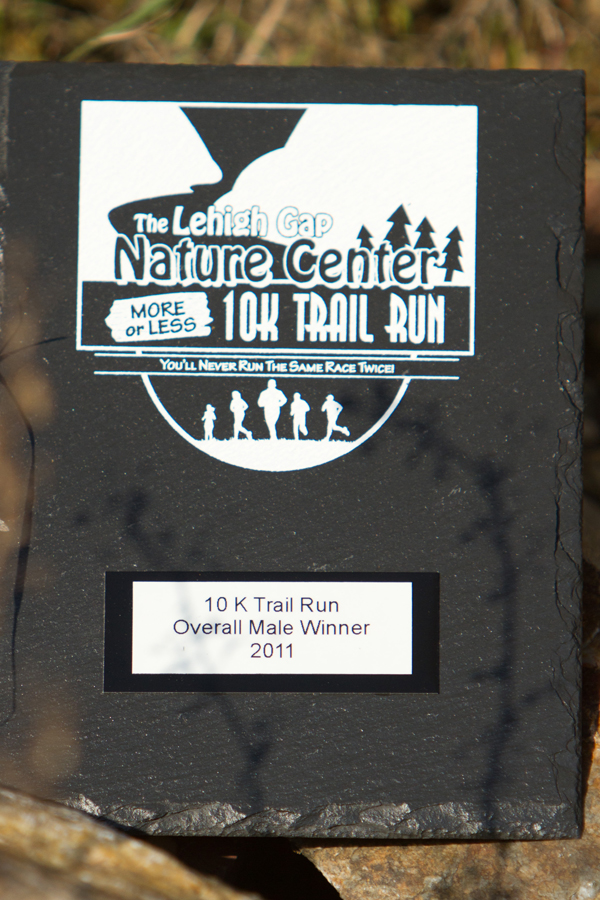 The Lehigh Gap
Nature Center
MORE
or LESS
10K TRAIL RUN
YOU'LL NEVER RUN THE SAME RACE TWICE!
10 K Trail Run
Overall Male Winner
2011